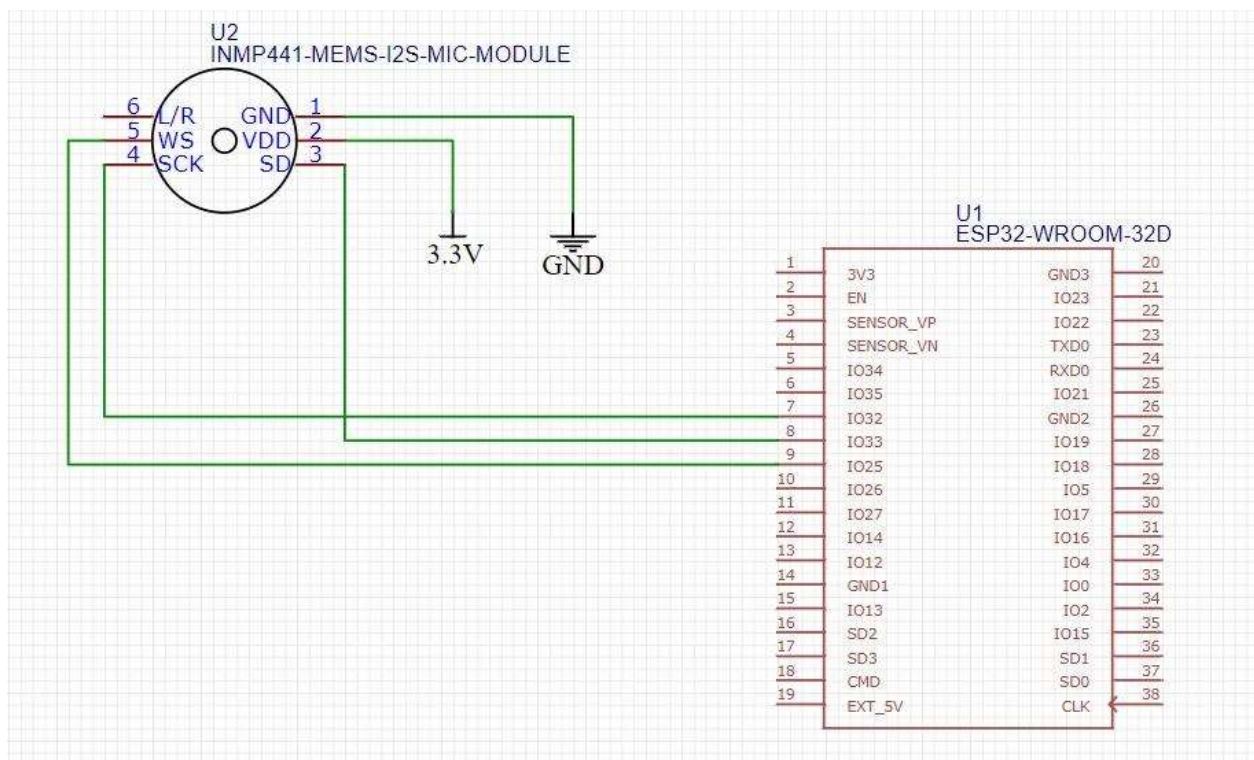 U2
INMP441-MEMS-I2S-MIC-MODULE
6 L/R GND 1
5 WS VDD 2
4 SCK SD 3
3.3V
GND
U1
ESP32-WROOM-32D
1 3V3 GND3 20
2 EN IO23 21
3 SENSOR_VP IO22 22
4 SENSOR_VN TXD0 23
5 IO34 RXD0 24
6 IO35 IO21 25
7 IO32 GND2 26
8 IO33 IO19 27
9 IO25 IO18 28
10 IO26 IO5 29
11 IO27 IO17 30
12 IO14 IO16 31
13 IO12 IO4 32
14 GND1 IO0 33
15 IO13 IO2 34
16 SD2 IO15 35
17 SD3 SD1 36
18 CMD SD0 37
19 EXT_5V CLK 38